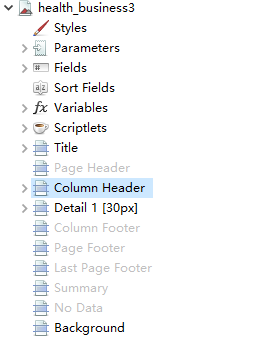 health_business3
Styles
Parameters
Fields
Sort Fields
fx Variables
Scriptlets
Title
Page Header
Column Header
Detail 1 [30px]
Column Footer
Page Footer
Last Page Footer
Summary
No Data
Background